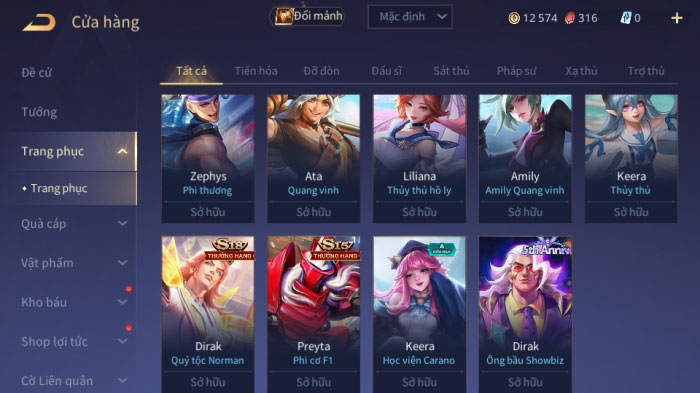 Cửa hàng
Đổi mảnh
Mặc định
12 574
316
0
Đề cử
Tướng
Trang phục
Trang phục
Quà cáp
Vật phẩm
Kho báu
Shop lợi tức
Cờ Liên quân
Tất cả Tiến hóa Đỡ đòn Đấu sĩ Sát thủ Pháp sư Xạ thủ Trợ thủ
Zephys
Phi thương
Sở hữu
Ata
Quang vinh
Sở hữu
Liliana
Thủy thủ hồ ly
Sở hữu
Amily
Amily Quang vinh
Sở hữu
Keera
Thủy thủ
Sở hữu
S18
THƯỞNG HẠNG
Dirak
Quý tộc Norman
Sở hữu
S15
THƯỞNG HẠNG
Preyta
Phi cơ F1
Sở hữu
Keera
Học viện Carano
Sở hữu
5th Anniv
Dirak
Ông bầu Showbiz
Sở hữu